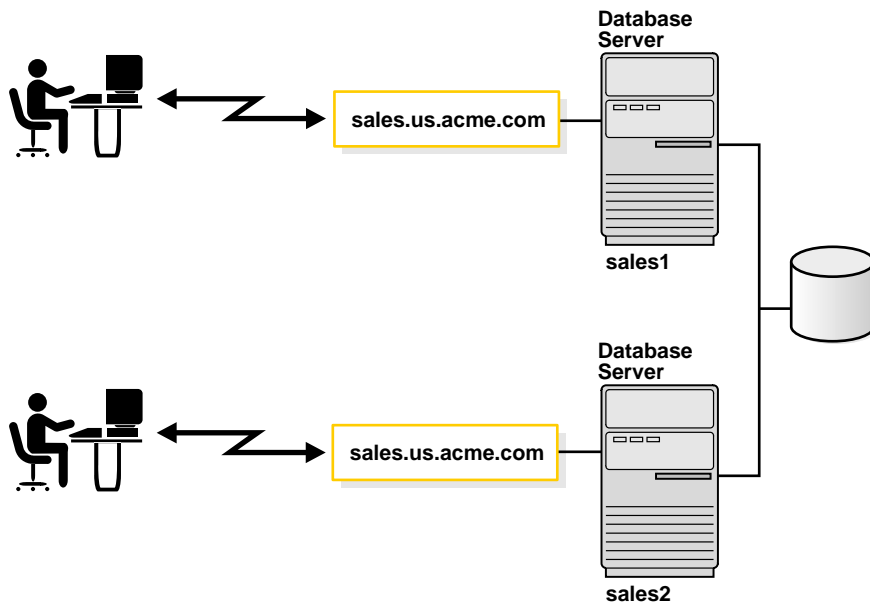 Database
Server
sales.us.acme.com
sales1
Database
Server
sales.us.acme.com
sales2